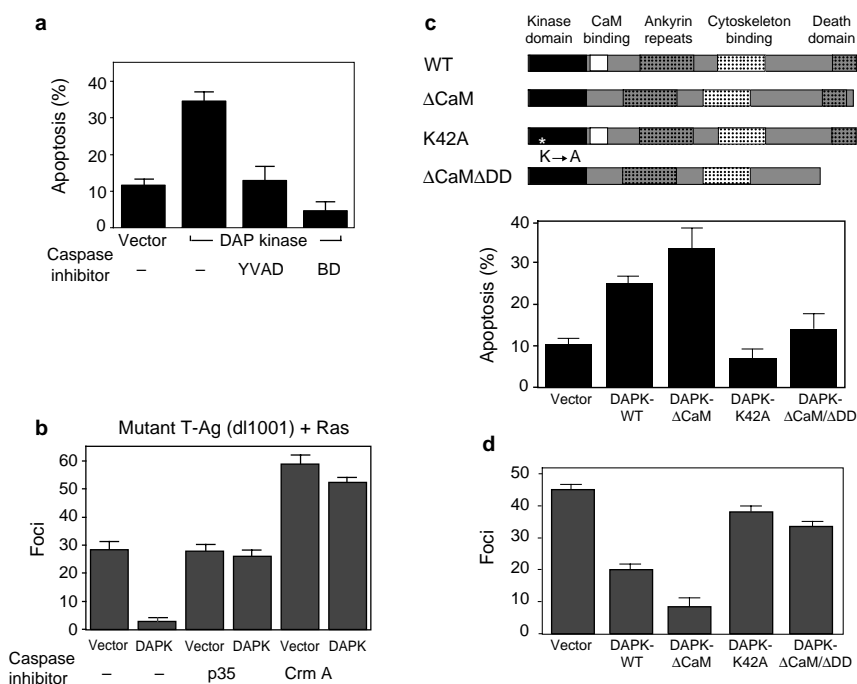 a
Apoptosis (%)
40
30
20
10
0
Vector
DAP kinase
Caspase
inhibitor
–
–
YVAD
BD
b
Mutant T-Ag (dl1001) + Ras
Foci
60
50
40
30
20
10
0
Vector DAPK Vector DAPK Vector DAPK
Caspase
inhibitor
– – p35 Crm A
c
Kinase domain
CaM binding
Ankyrin repeats
Cytoskeleton binding
Death domain
WT
ΔCaM
K42A
*
K→A
ΔCaMΔDD
Apoptosis (%)
40
30
20
10
0
Vector
DAPK-WT
DAPK-ΔCaM
DAPK-K42A
DAPK-ΔCaM/ΔDD
d
Foci
50
40
30
20
10
0
Vector
DAPK-WT
DAPK-ΔCaM
DAPK-K42A
DAPK-ΔCaM/ΔDD